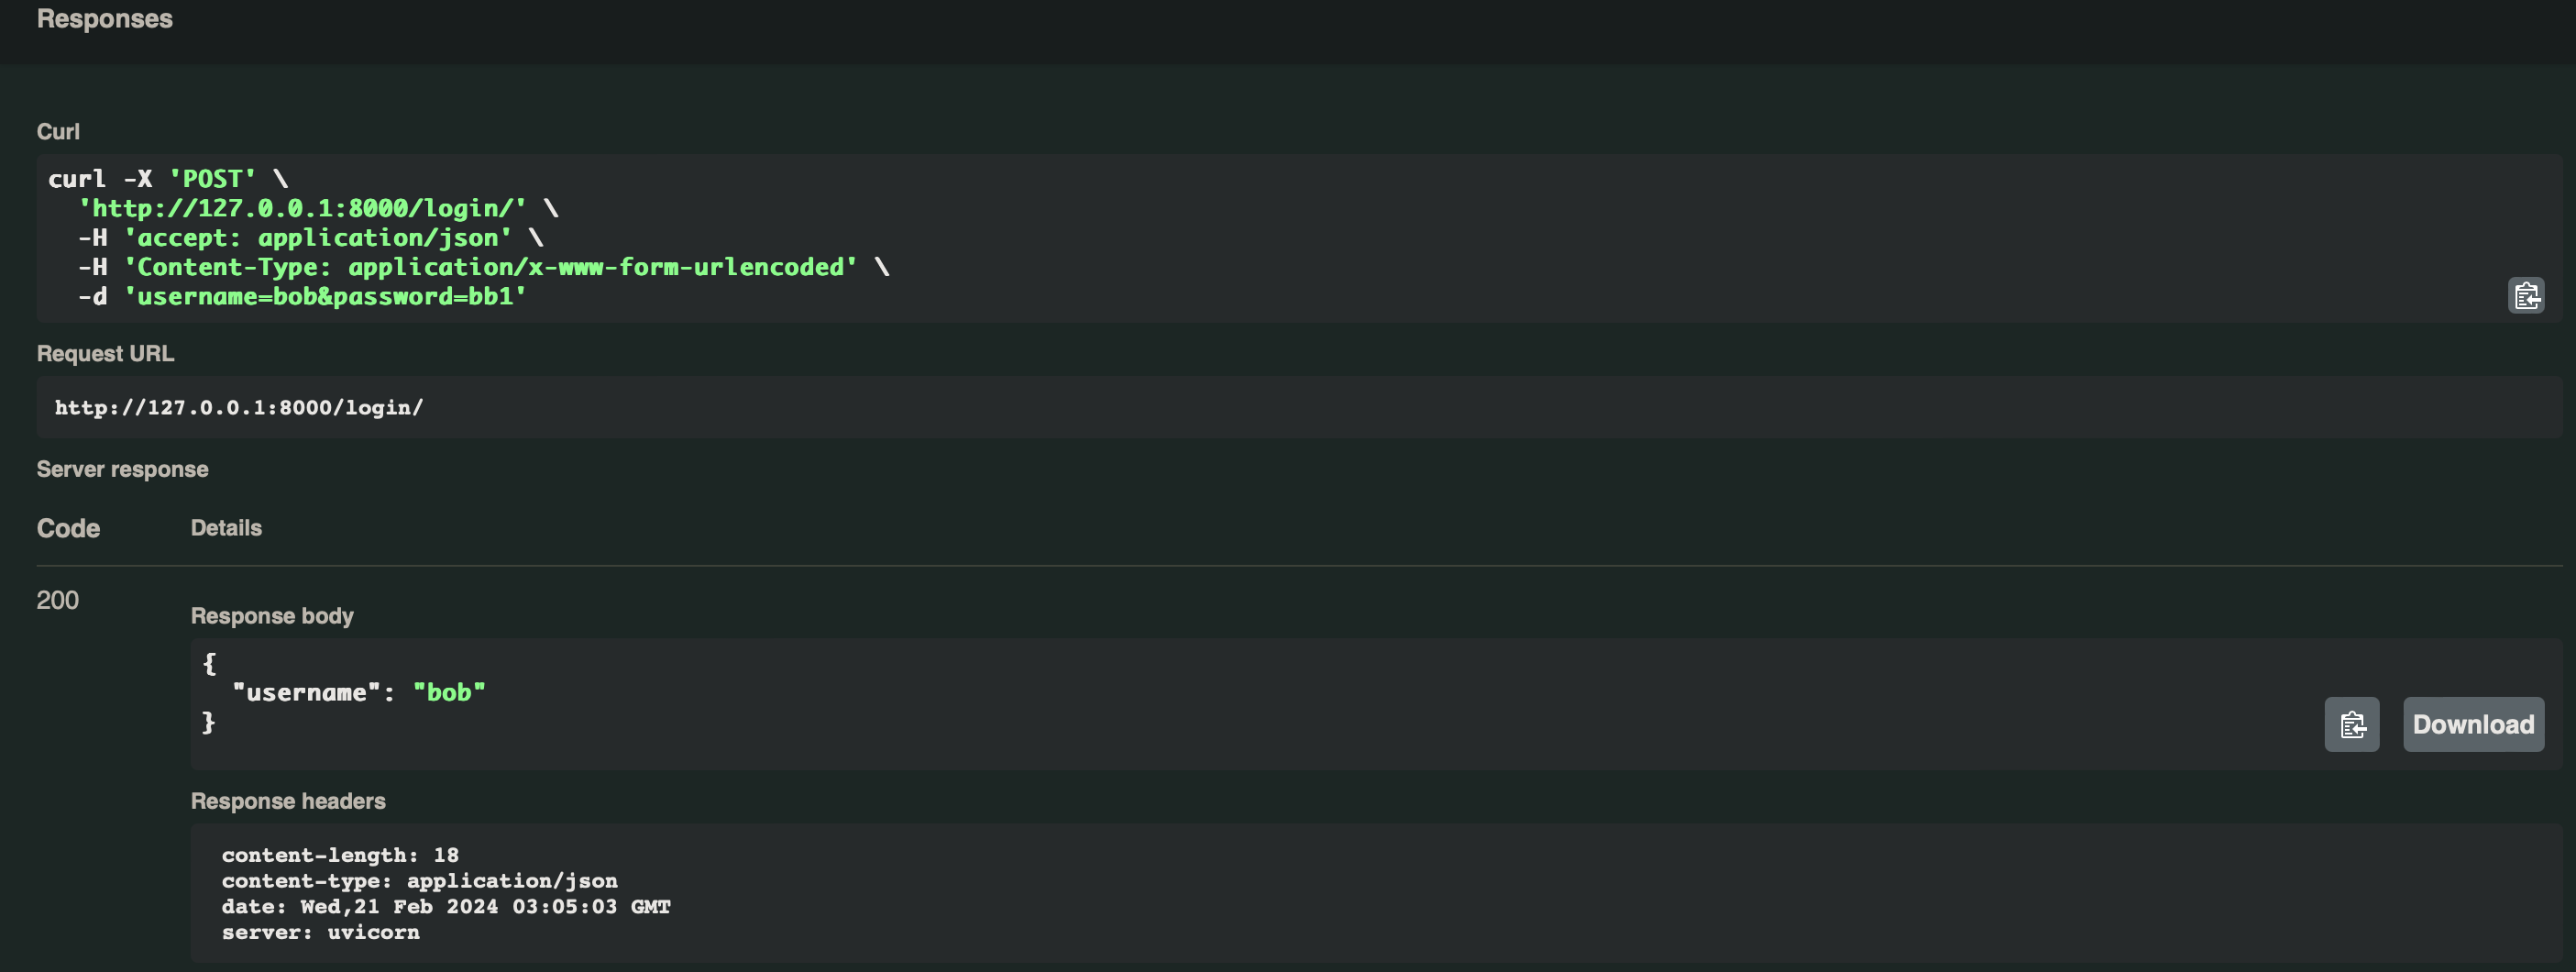 Responses
Curl
curl -X 'POST' \
'http://127.0.0.1:8000/login/' \
-H 'accept: application/json' \
-H 'Content-Type: application/x-www-form-urlencoded' \
-d 'username=bob&password=bb1'
Request URL
http://127.0.0.1:8000/login/
Server response
Code Details
200
Response body
{
"username": "bob"
}
Download
Response headers
content-length: 18
content-type: application/json
date: Wed,21 Feb 2024 03:05:03 GMT
server: uvicorn